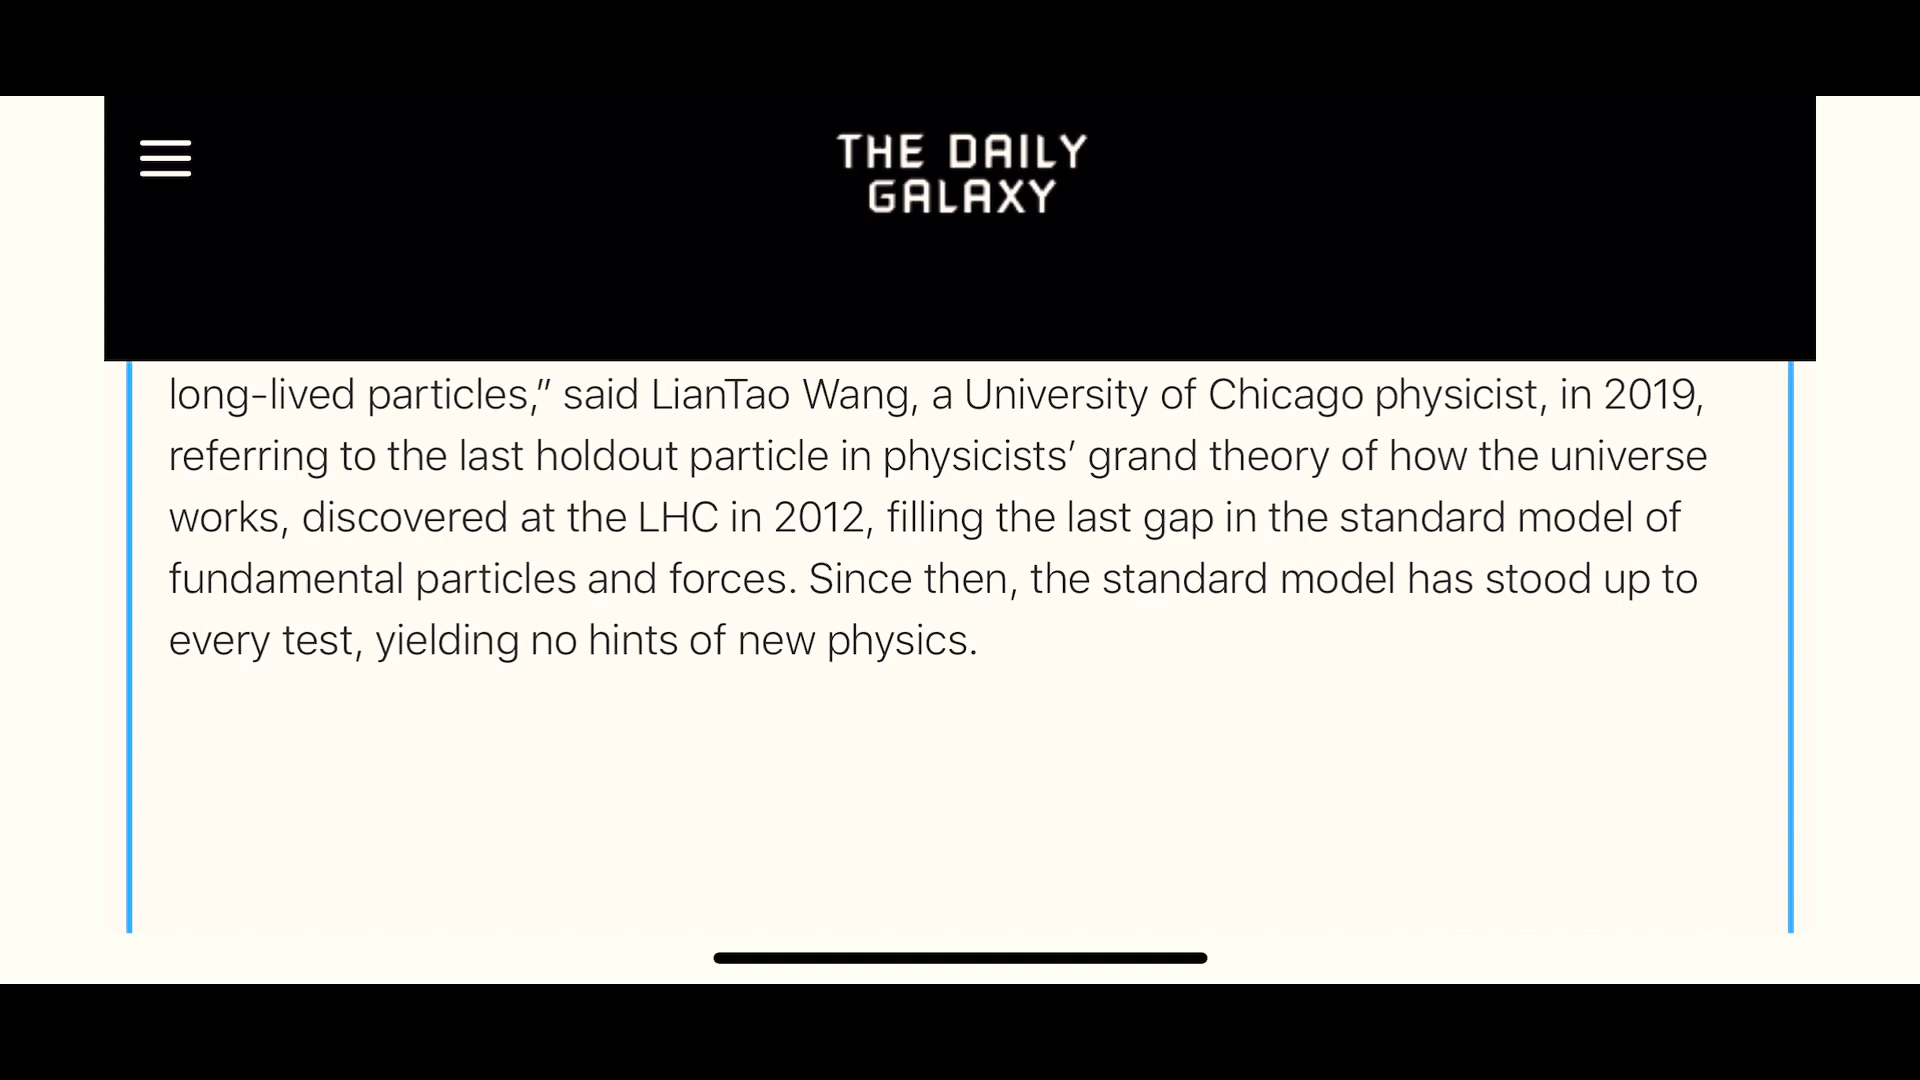 THE DAILY
GALAXY
long-lived particles,” said LianTao Wang, a University of Chicago physicist, in 2019,
referring to the last holdout particle in physicists’ grand theory of how the universe
works, discovered at the LHC in 2012, filling the last gap in the standard model of
fundamental particles and forces. Since then, the standard model has stood up to
every test, yielding no hints of new physics.